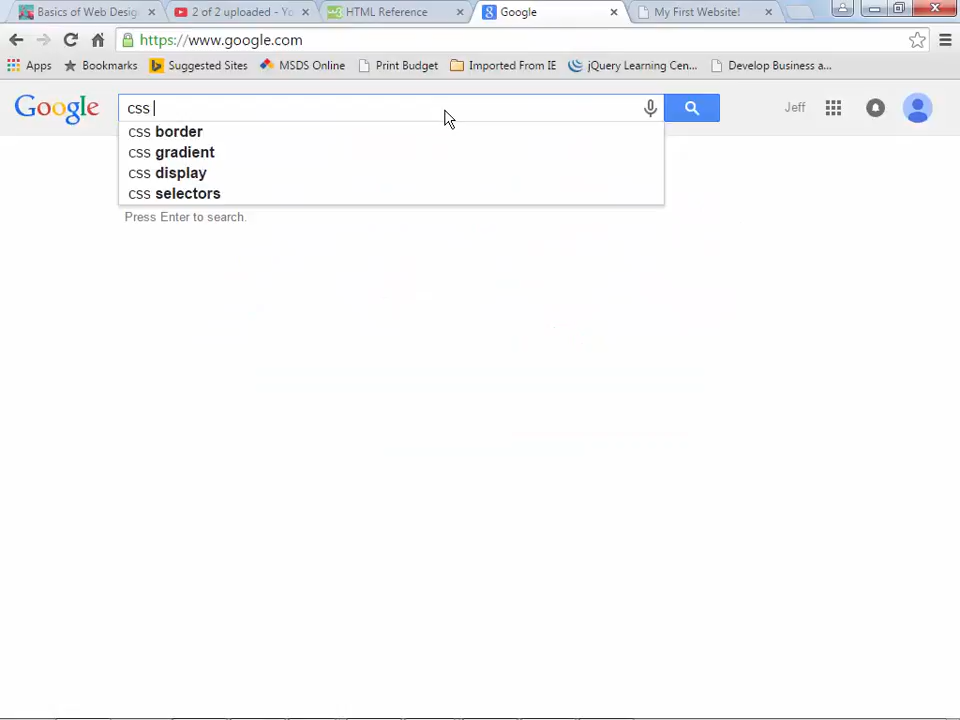 Basics of Web Desig
2 of 2 uploaded - Yo
HTML Reference
Google
My First Website!
https://www.google.com
Apps
Bookmarks
Suggested Sites
MSDS Online
Print Budget
Imported From IE
jQuery Learning Cen...
Develop Business a...
Google
css
Jeff
css border
css gradient
css display
css selectors
Press Enter to search.